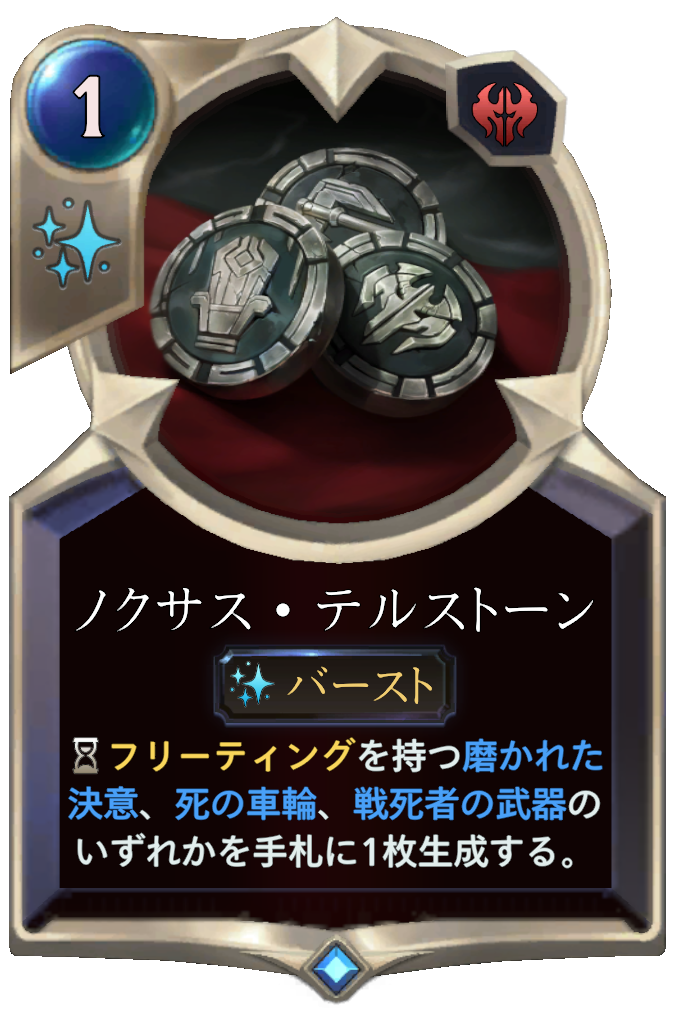 1
ノクサス・テルストーン
バースト
フリーティングを持つ磨かれた
決意、死の車輪、戦死者の武器の
いずれかを手札に1枚生成する。